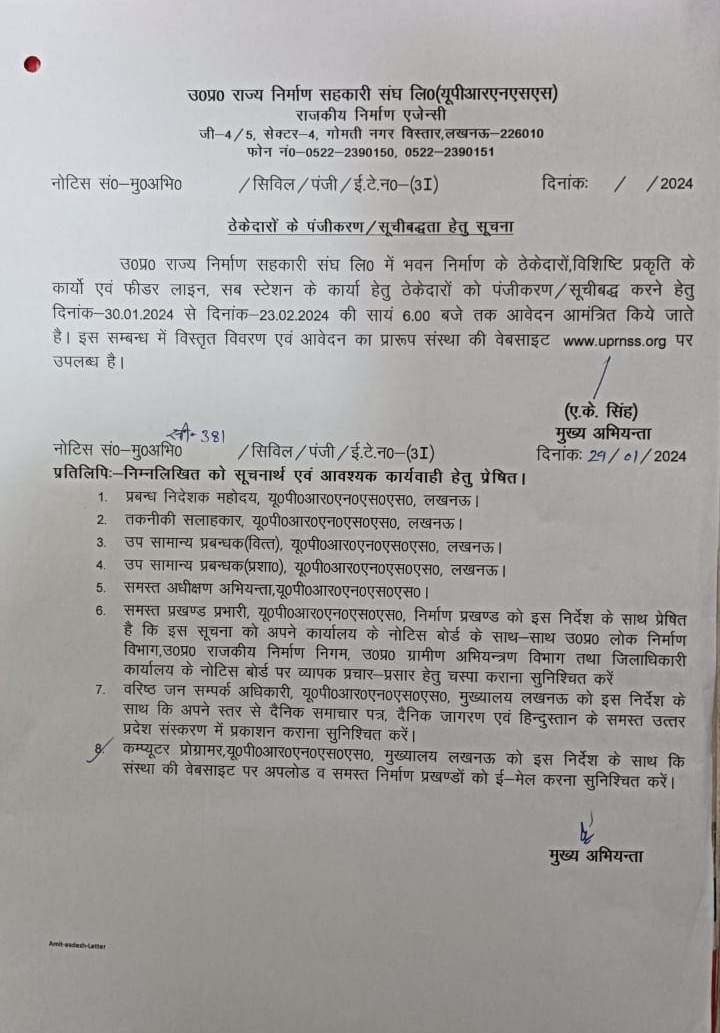 उ0प्र0 राज्य निर्माण सहकारी संघ लि0(यूपीआरएनएसएस)
राजकीय निर्माण एजेन्सी
जी-4/5, सेक्टर-4, गोमती नगर विस्तार,लखनऊ-226010
फोन नं0-0522-2390150, 0522-2390151
नोटिस सं0-मु0अभि0 /सिविल/पंजी/ई.टे.न0-(3I) दिनांकः / /2024
ठेकेदारों के पंजीकरण/सूचीबद्धता हेतु सूचना
उ0प्र0 राज्य निर्माण सहकारी संघ लि0 में भवन निर्माण के ठेकेदारों,विशिष्टि प्रकृति के
कार्यो एवं फीडर लाइन, सब स्टेशन के कार्या हेतु ठेकेदारों को पंजीकरण/सूचीबद्ध करने हेतु
दिनांक-30.01.2024 से दिनांक-23.02.2024 की सायं 6.00 बजे तक आवेदन आमंत्रित किये जाते
है। इस सम्बन्ध में विस्तृत विवरण एवं आवेदन का प्रारूप संस्था की वेबसाइट www.uprnss.org पर
उपलब्ध है।
(ए.के. सिंह)
मुख्य अभियन्ता
नोटिस सं0-मु0अभि0 381 /सिविल/पंजी/ई.टे.न0-(3I) दिनांकः 29/01/2024
प्रतिलिपिः-निम्नलिखित को सूचनार्थ एवं आवश्यक कार्यवाही हेतु प्रेषित।
1. प्रबन्ध निदेशक महोदय, यू0पी0आर0एन0एस0एस0, लखनऊ।
2. तकनीकी सलाहकार, यू0पी0आर0एन0एस0एस0, लखनऊ।
3. उप सामान्य प्रबन्धक(वित्त), यू0पी0आर0एन0एस0एस0, लखनऊ।
4. उप सामान्य प्रबन्धक(प्रशा0), यू0पी0आर0एन0एस0एस0, लखनऊ।
5. समस्त अधीक्षण अभियन्ता,यू0पी0आर0एन0एस0एस0।
6. समस्त प्रखण्ड प्रभारी, यू0पी0आर0एन0एस0एस0, निर्माण प्रखण्ड को इस निर्देश के साथ प्रेषित
है कि इस सूचना को अपने कार्यालय के नोटिस बोर्ड के साथ-साथ उ0प्र0 लोक निर्माण
विभाग,उ0प्र0 राजकीय निर्माण निगम, उ0प्र0 ग्रामीण अभियन्त्रण विभाग तथा जिलाधिकारी
कार्यालय के नोटिस बोर्ड पर व्यापक प्रचार-प्रसार हेतु चस्पा कराना सुनिश्चित करें
7. वरिष्ठ जन सम्पर्क अधिकारी, यू0पी0आर0एन0एस0एस0, मुख्यालय लखनऊ को इस निर्देश के
साथ कि अपने स्तर से दैनिक समाचार पत्र, दैनिक जागरण एवं हिन्दुस्तान के समस्त उत्तर
प्रदेश संस्करण में प्रकाशन कराना सुनिश्चित करें।
8. कम्प्यूटर प्रोग्रामर,यू0पी0आर0एन0एस0एस0, मुख्यालय लखनऊ को इस निर्देश के साथ कि
संस्था की वेबसाइट पर अपलोड व समस्त निर्माण प्रखण्डों को ई-मेल करना सुनिश्चित करें।
मुख्य अभियन्ता
Amit-asdesh-Letter